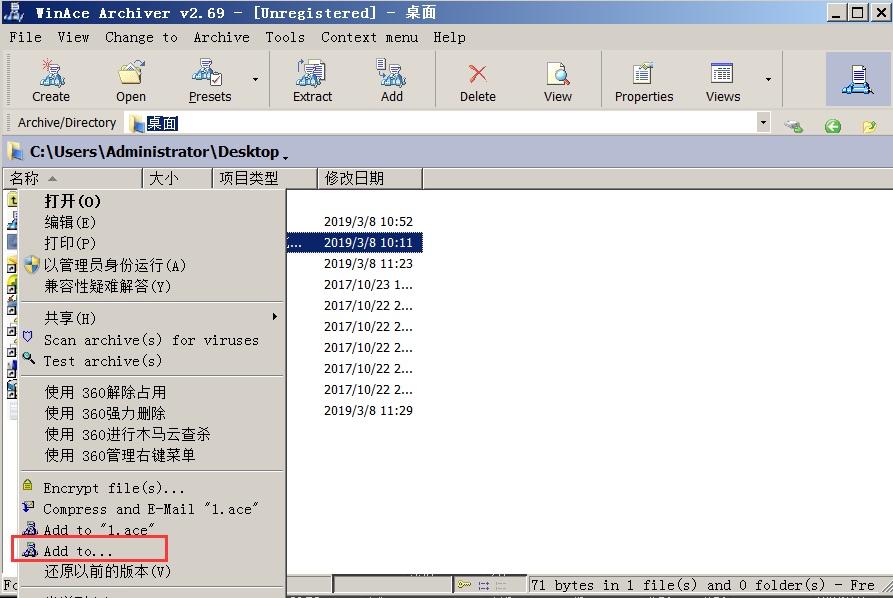 WinAce Archiver v2.69 - [Unregistered] - 桌面
File View Change to Archive Tools Context menu Help
Create Open Presets Extract Add Delete View Properties Views
Archive/Directory 桌面
C:\Users\Administrator\Desktop
名称 大小 项目类型 修改日期
打开(O)
编辑(E) 2019/3/8 10:52
打印(P) ... 2019/3/8 10:11
以管理员身份运行(A) 2019/3/8 11:23
兼容性疑难解答(Y) 2017/10/23 1...
2017/10/22 2...
共享(H) 2017/10/22 2...
Scan archive(s) for viruses 2017/10/22 2...
Test archive(s) 2017/10/22 2...
使用 360解除占用 2017/10/22 2...
使用 360强力删除 2019/3/8 11:29
使用 360进行木马云查杀
使用 360管理右键菜单
Encrypt file(s)...
Compress and E-Mail "1.ace"
Add to "1.ace"
Add to...
还原以前的版本(V)
71 bytes in 1 file(s) and 0 folder(s) - Fre